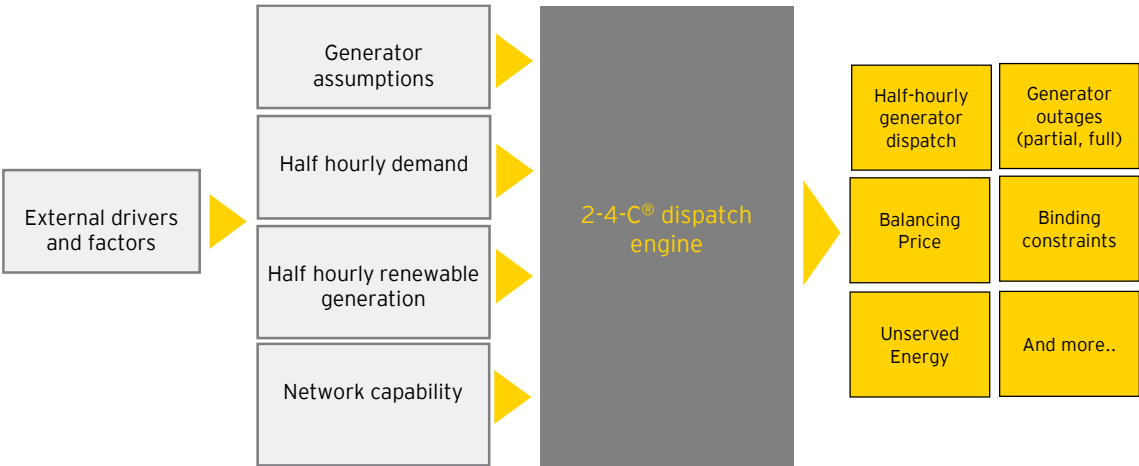 External drivers
and factors
Generator
assumptions
Half hourly demand
Half hourly renewable
generation
Network capability
2-4-C® dispatch
engine
Half-hourly
generator
dispatch
Generator
outages
(partial, full)
Balancing
Price
Binding
constraints
Unserved
Energy
And more..